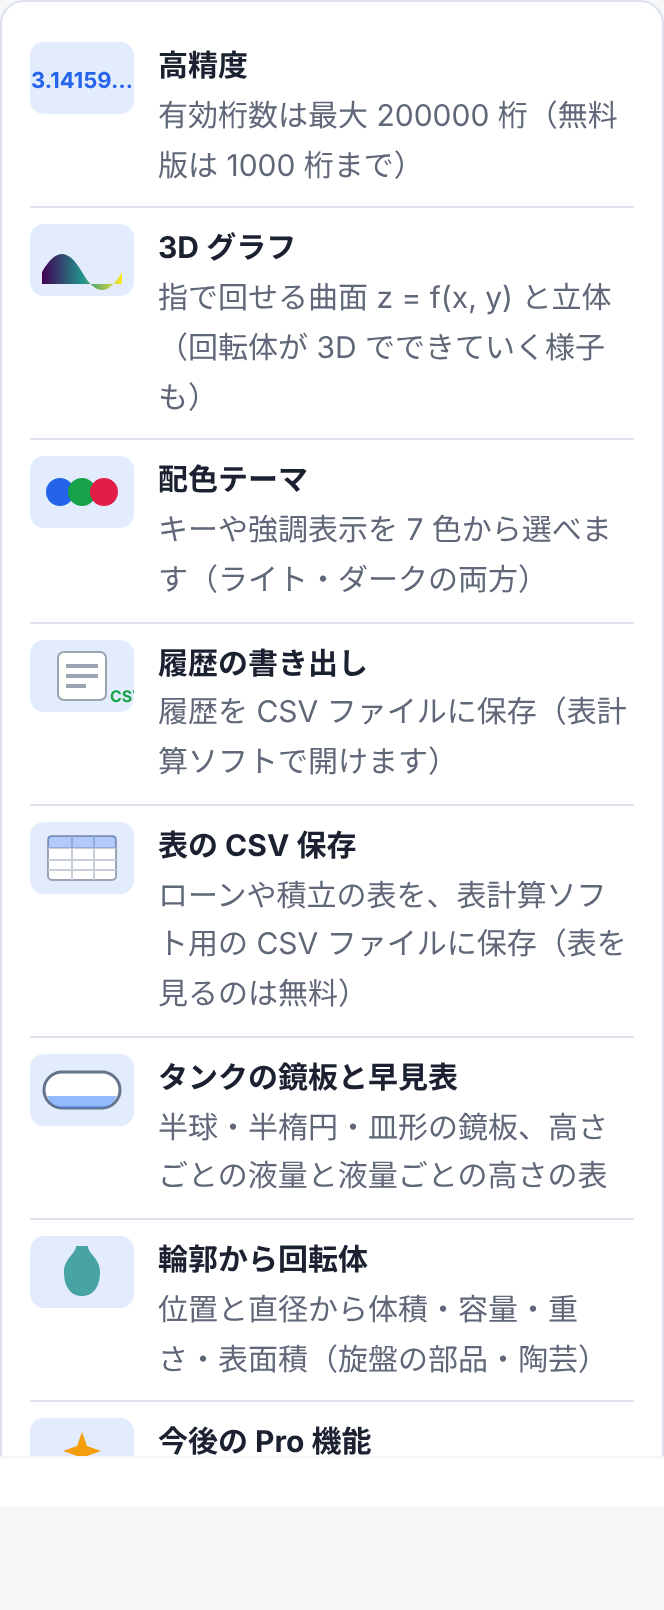 3.14159...
高精度
有効桁数は最大 200000 桁（無料
版は 1000 桁まで）
3D グラフ
指で回せる曲面 z = f(x, y) と立体
（回転体が 3D でできていく様子
も）
配色テーマ
キーや強調表示を 7 色から選べま
す（ライト・ダークの両方）
履歴の書き出し
CSV
履歴を CSV ファイルに保存（表計
算ソフトで開けます）
表の CSV 保存
ローンや積立の表を、表計算ソフ
ト用の CSV ファイルに保存（表を
見るのは無料）
タンクの鏡板と早見表
半球・半楕円・皿形の鏡板、高さ
ごとの液量と液量ごとの高さの表
輪郭から回転体
位置と直径から体積・容量・重
さ・表面積（旋盤の部品・陶芸）
今後の Pro 機能